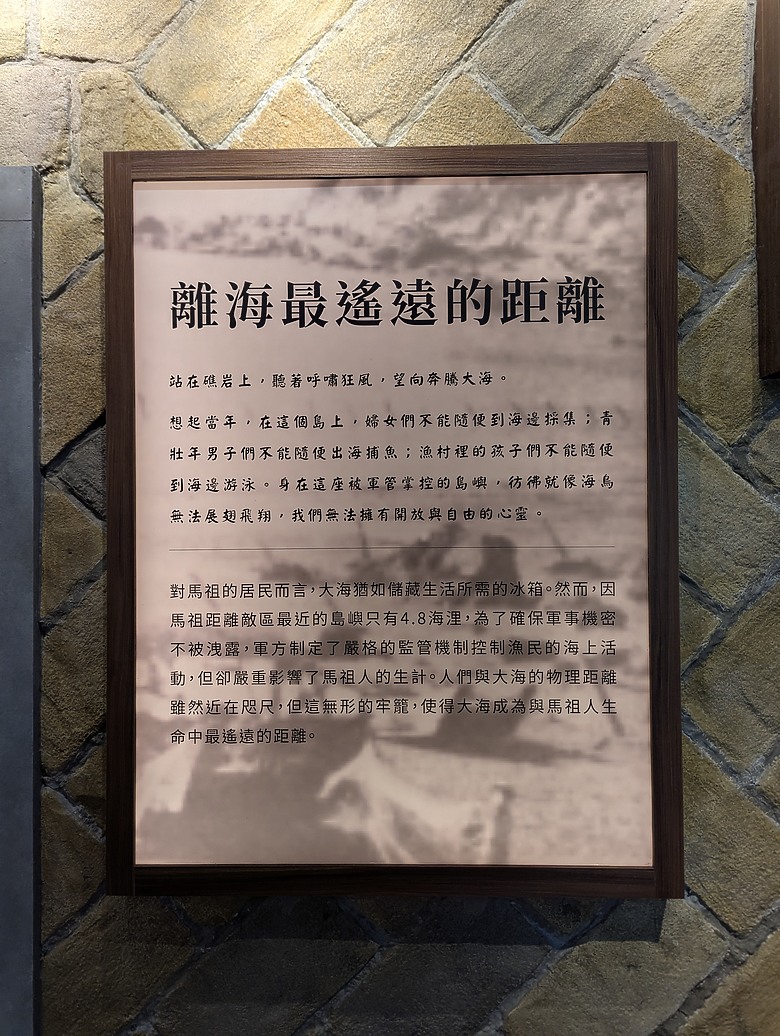 離海最遙遠的距離
站在礁岩上，聽著呼嘯狂風，望向奔騰大海。
想起當年，在這個島上，婦女們不能隨便到海邊採集；青
壯年男子們不能隨便出海捕魚；漁村裡的孩子們不能隨便
到海邊游泳。身在這座被軍管掌控的島嶼，彷彿就像海鳥
無法展翅飛翔，我們無法擁有開放與自由的心靈。
對馬祖的居民而言，大海猶如儲藏生活所需的冰箱。然而，因
馬祖距離敵區最近的島嶼只有4.8海浬，為了確保軍事機密
不被洩露，軍方制定了嚴格的監管機制控制漁民的海上活
動，但卻嚴重影響了馬祖人的生計。人們與大海的物理距離
雖然近在咫尺，但這無形的牢籠，使得大海成為與馬祖人生
命中最遙遠的距離。